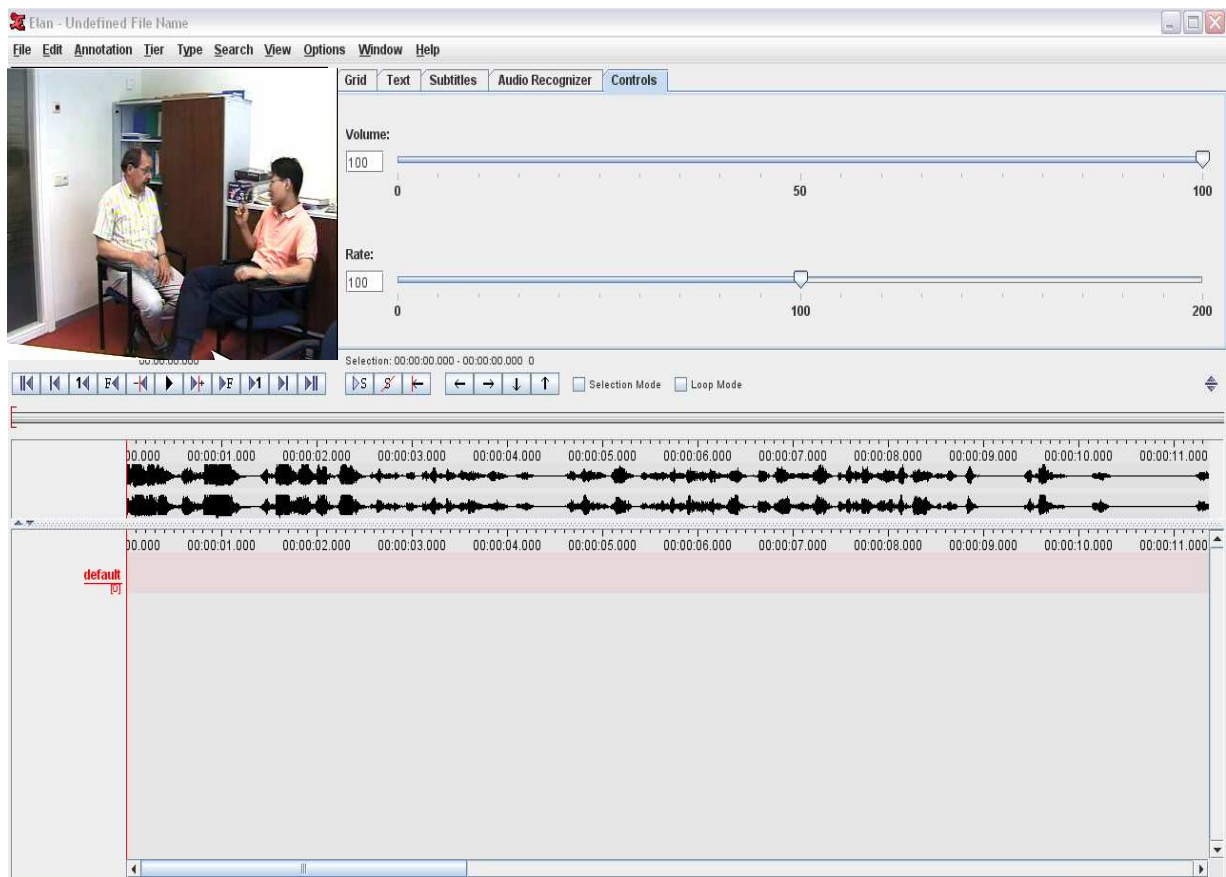 Elan - Undefined File Name
File Edit Annotation Tier Type Search View Options Window Help
Grid Text Subtitles Audio Recognizer Controls
Volume:
100
0 50 100
Rate:
100
0 100 200
00:00:00.000 Selection: 00:00:00.000 - 00:00:00.000 0
1 F F 1 S S Selection Mode Loop Mode
00.000 00:00:01.000 00:00:02.000 00:00:03.000 00:00:04.000 00:00:05.000 00:00:06.000 00:00:07.000 00:00:08.000 00:00:09.000 00:00:10.000 00:00:11.000
00.000 00:00:01.000 00:00:02.000 00:00:03.000 00:00:04.000 00:00:05.000 00:00:06.000 00:00:07.000 00:00:08.000 00:00:09.000 00:00:10.000 00:00:11.000
default
[0]